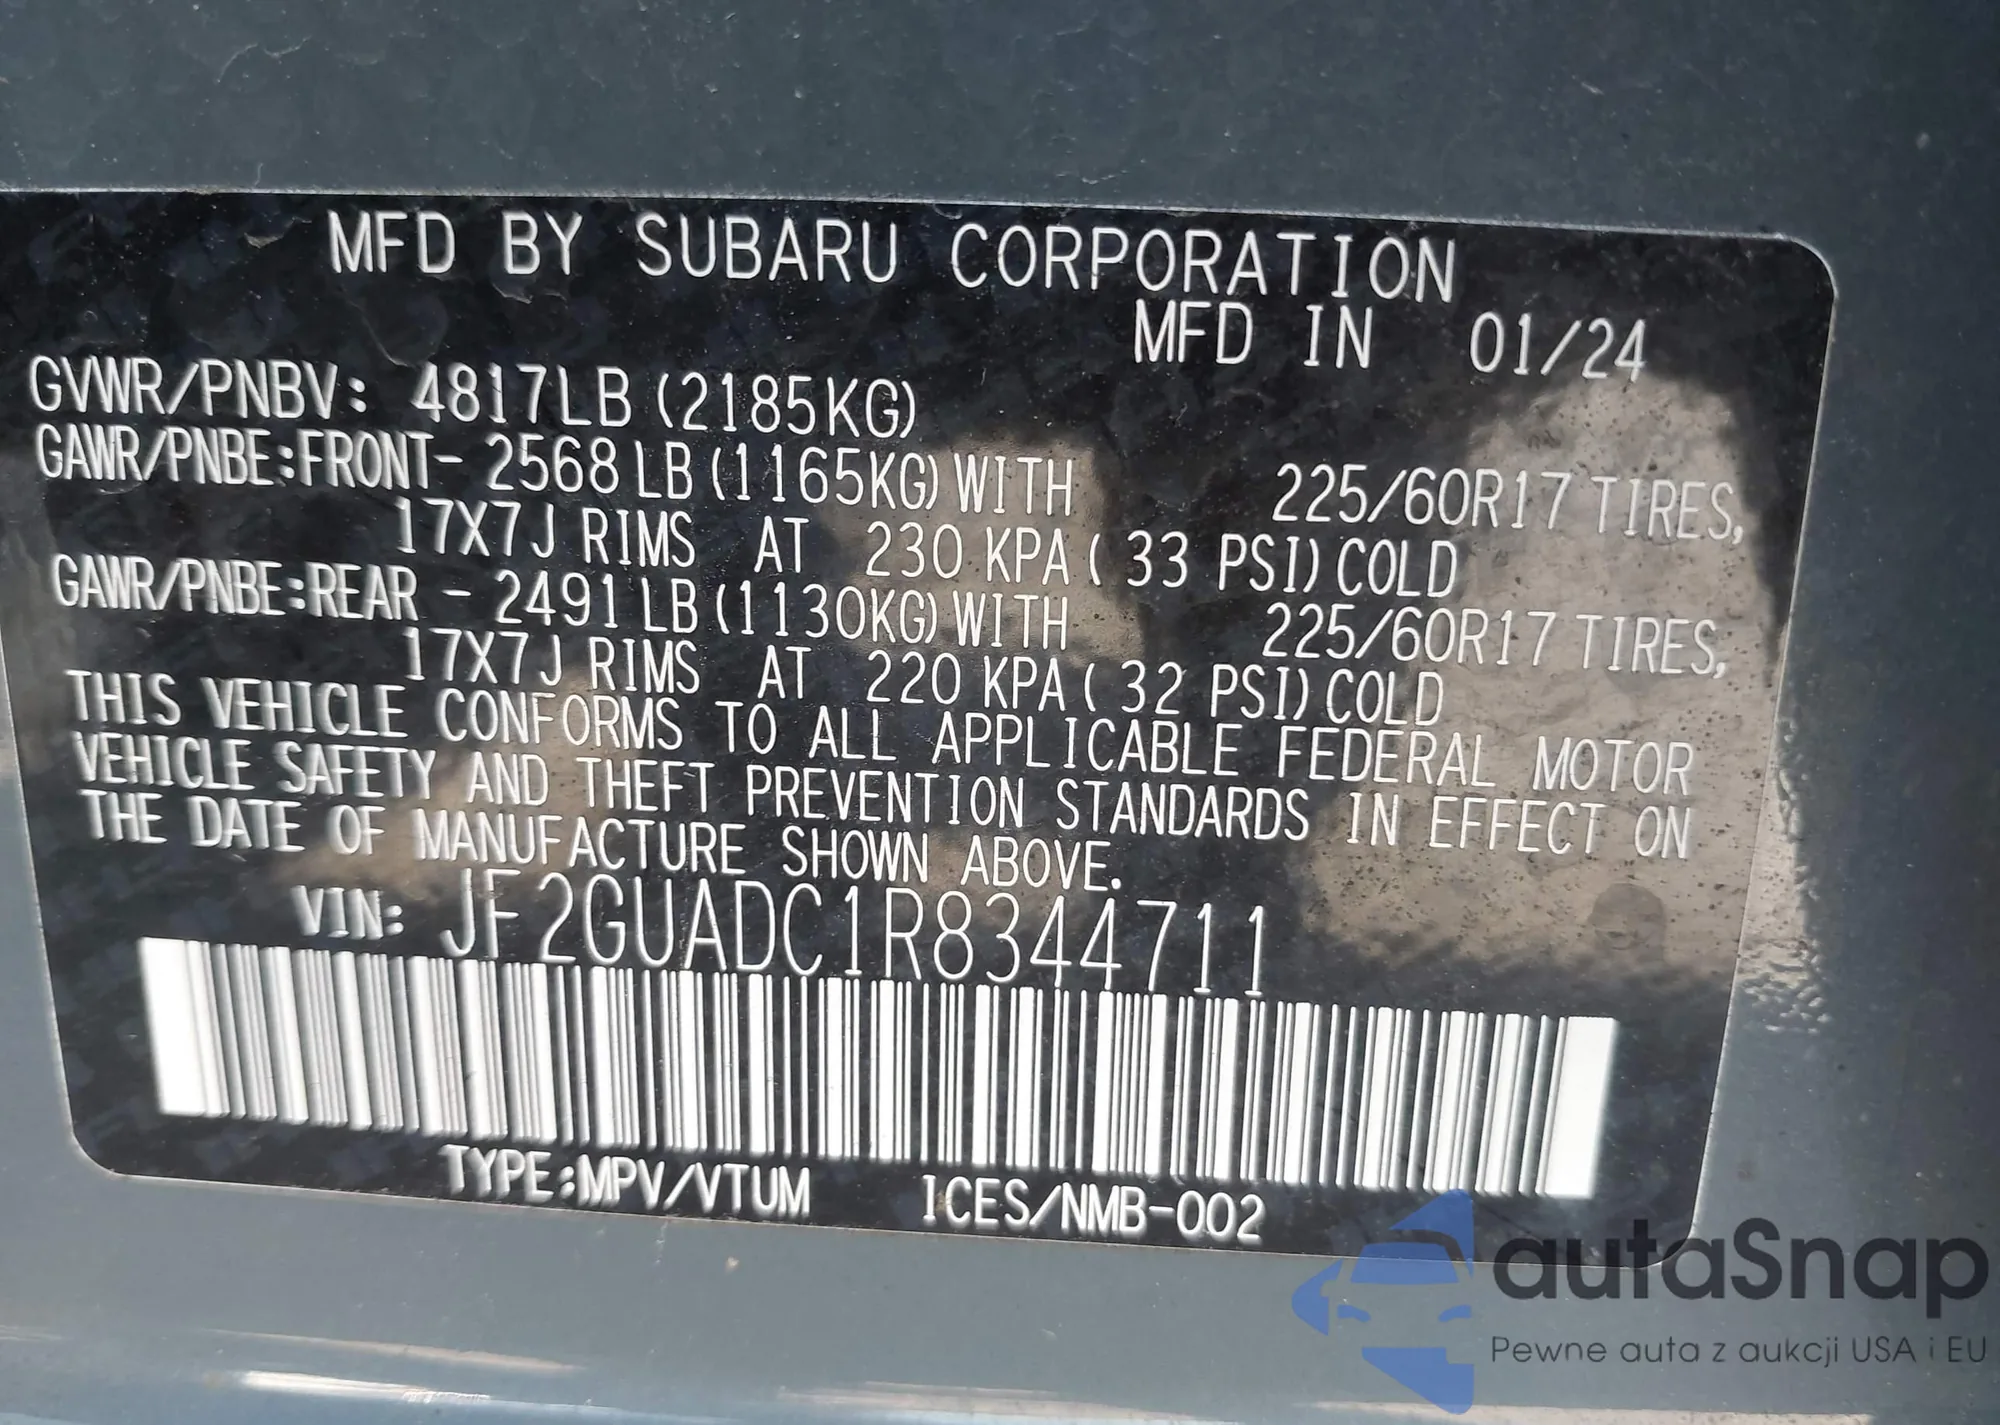 MFD BY SUBARU CORPORATION
MFD IN 01/24
GVWR/PNBV: 4817LB (2185KG)
GAWR/PNBE:FRONT- 2568LB (1165KG) WITH 225/60R17 TIRES,
17X7J RIMS AT 230 KPA ( 33 PSI) COLD
GAWR/PNBE:REAR - 2491LB (1130KG) WITH 225/60R17 TIRES,
17X7J RIMS AT 220 KPA ( 32 PSI) COLD
THIS VEHICLE CONFORMS TO ALL APPLICABLE FEDERAL MOTOR
VEHICLE SAFETY AND THEFT PREVENTION STANDARDS IN EFFECT ON
THE DATE OF MANUFACTURE SHOWN ABOVE.
VIN: JF2GUADC1R8344711
TYPE:MPV/VTUM ICES/NMB-002
autaSnap
Pewne auta z aukcji USA i EU